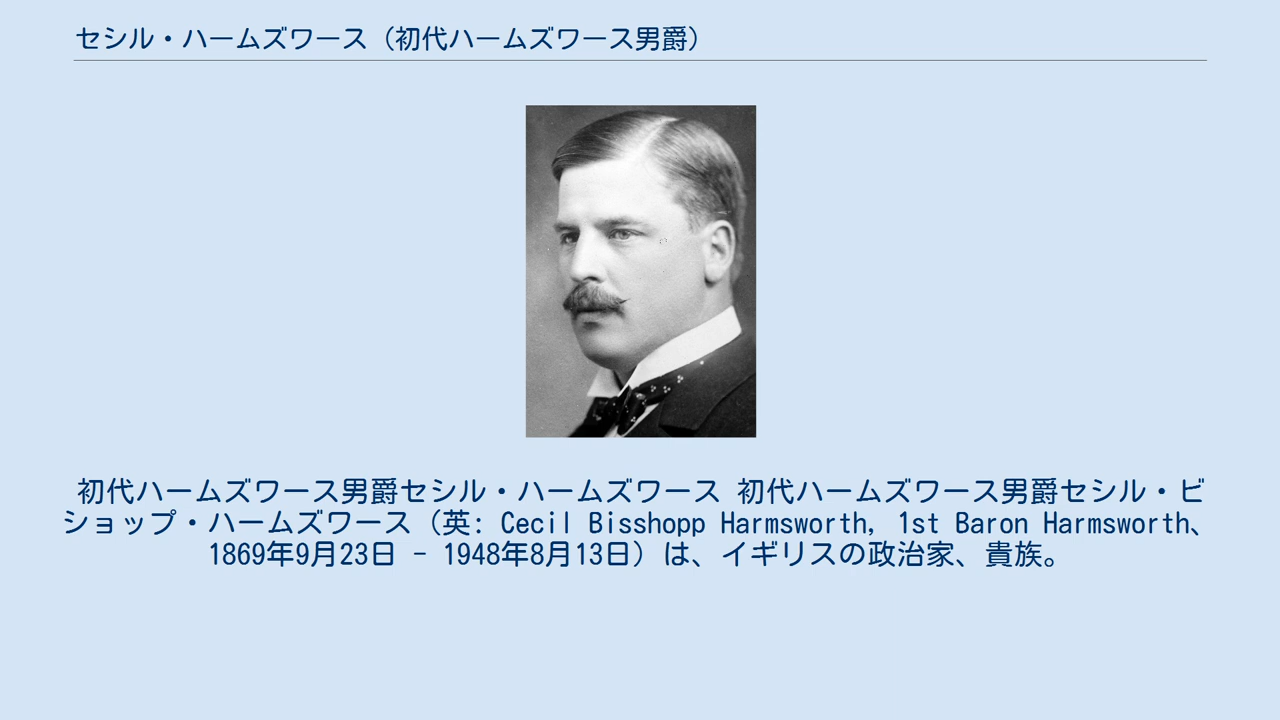 セシル・ハームズワース（初代ハームズワース男爵）
初代ハームズワース男爵セシル・ハームズワース 初代ハームズワース男爵セシル・ビ
ショップ・ハームズワース（英: Cecil Bisshopp Harmsworth, 1st Baron Harmsworth、
1869年9月23日 - 1948年8月13日）は、イギリスの政治家、貴族。